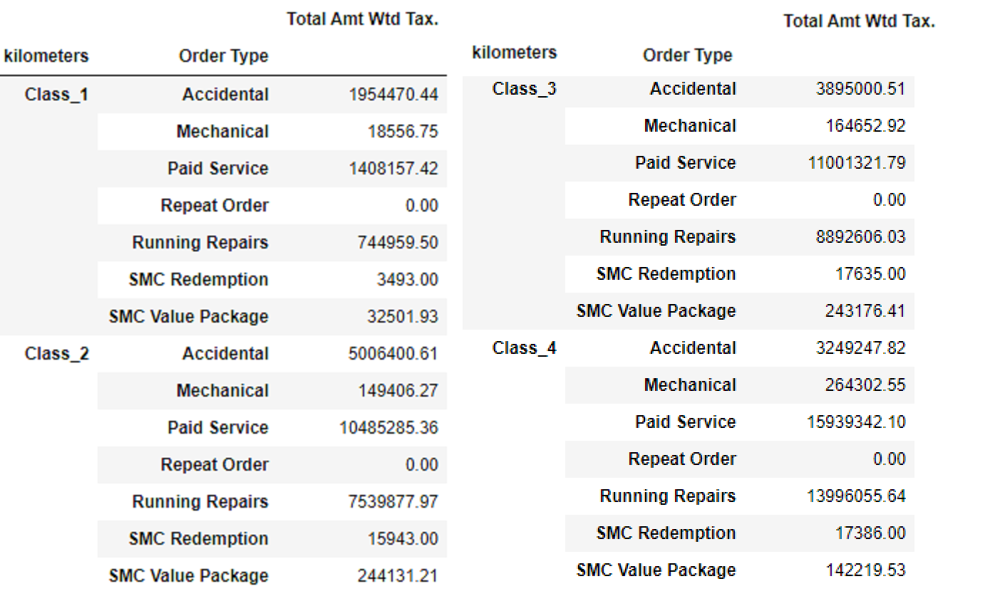 Total Amt Wtd Tax.
kilometers Order Type
Class_1 Accidental 1954470.44
Mechanical 18556.75
Paid Service 1408157.42
Repeat Order 0.00
Running Repairs 744959.50
SMC Redemption 3493.00
SMC Value Package 32501.93
Class_2 Accidental 5006400.61
Mechanical 149406.27
Paid Service 10485285.36
Repeat Order 0.00
Running Repairs 7539877.97
SMC Redemption 15943.00
SMC Value Package 244131.21
Total Amt Wtd Tax.
kilometers Order Type
Class_3 Accidental 3895000.51
Mechanical 164652.92
Paid Service 11001321.79
Repeat Order 0.00
Running Repairs 8892606.03
SMC Redemption 17635.00
SMC Value Package 243176.41
Class_4 Accidental 3249247.82
Mechanical 264302.55
Paid Service 15939342.10
Repeat Order 0.00
Running Repairs 13996055.64
SMC Redemption 17386.00
SMC Value Package 142219.53